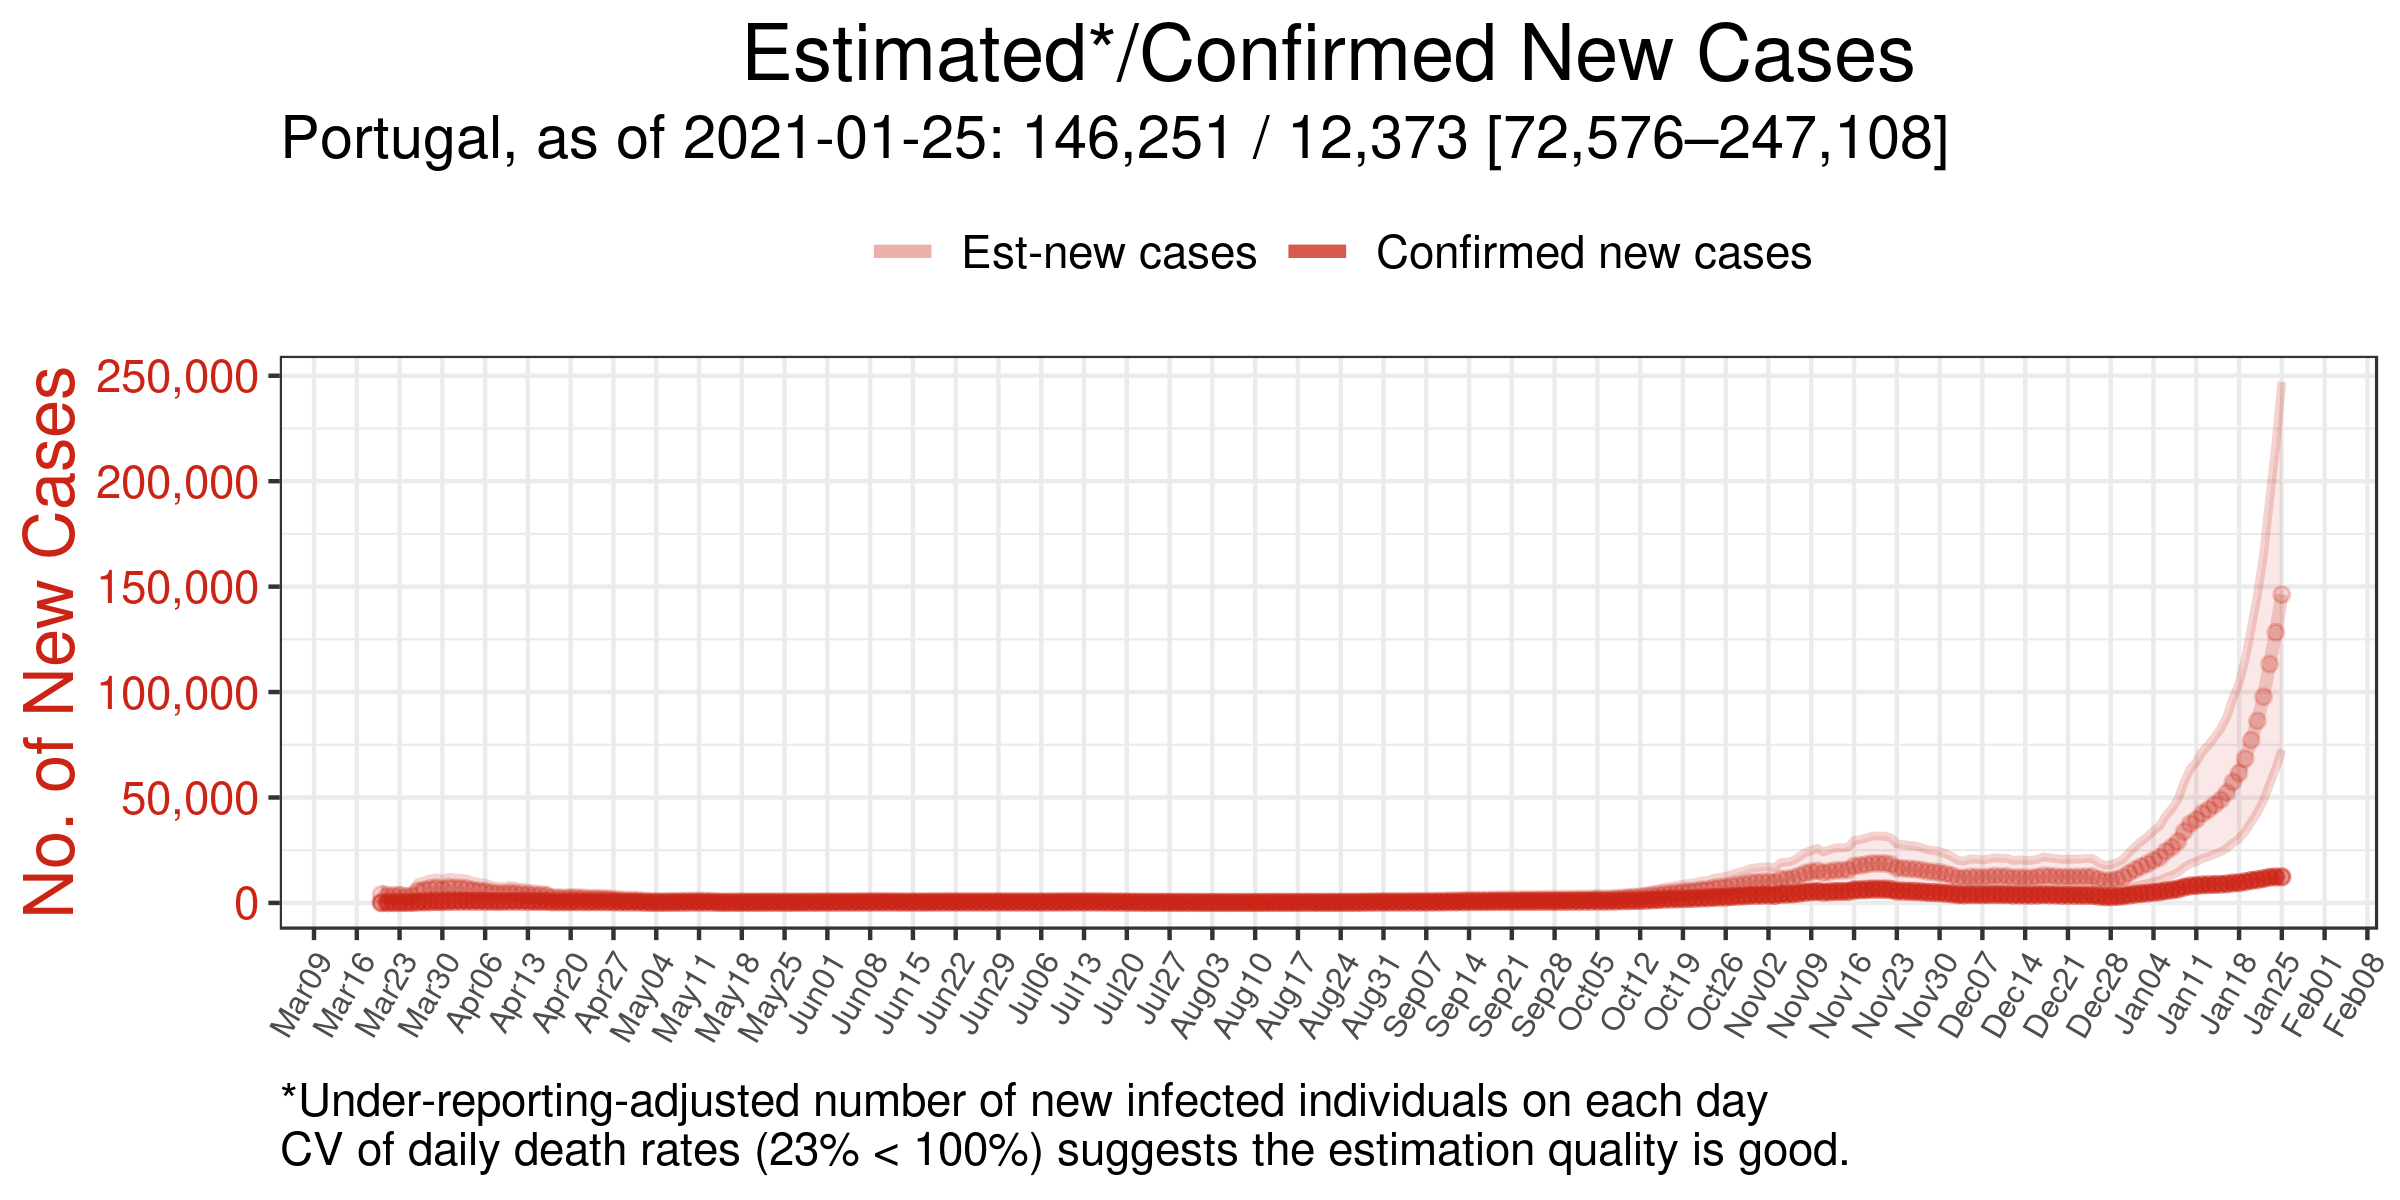 Estimated*/Confirmed New Cases
Portugal, as of 2021-01-25: 146,251 / 12,373 [72,576–247,108]
Est-new cases
Confirmed new cases
No. of New Cases
250,000
200,000
150,000
100,000
50,000
0
Mar09
Mar16
Mar23
Mar30
Apr06
Apr13
Apr20
Apr27
May04
May11
May18
May25
Jun01
Jun08
Jun15
Jun22
Jun29
Jul06
Jul13
Jul20
Jul27
Aug03
Aug10
Aug17
Aug24
Aug31
Sep07
Sep14
Sep21
Sep28
Oct05
Oct12
Oct19
Oct26
Nov02
Nov09
Nov16
Nov23
Nov30
Dec07
Dec14
Dec21
Dec28
Jan04
Jan11
Jan18
Jan25
Feb01
Feb08
*Under-reporting-adjusted number of new infected individuals on each day
CV of daily death rates (23% < 100%) suggests the estimation quality is good.